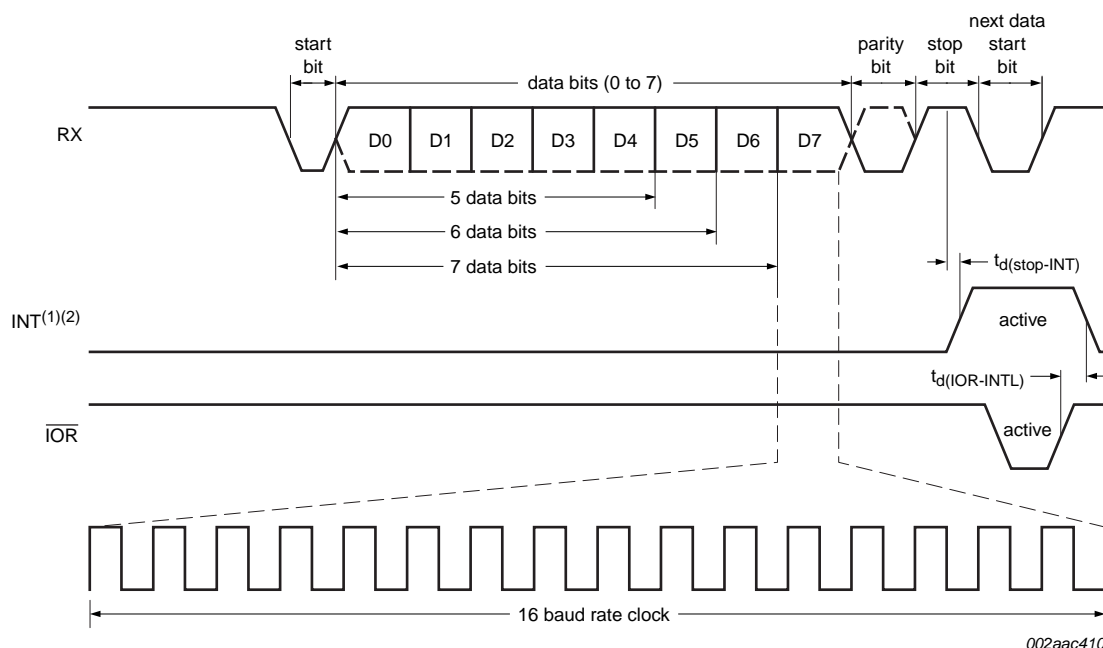 start bit
data bits (0 to 7)
parity bit
stop bit
next data start bit
RX
D0 D1 D2 D3 D4 D5 D6 D7
5 data bits
6 data bits
7 data bits
td(stop-INT)
INT(1)(2)
active
td(IOR-INTL)
IOR
active
16 baud rate clock
002aac410